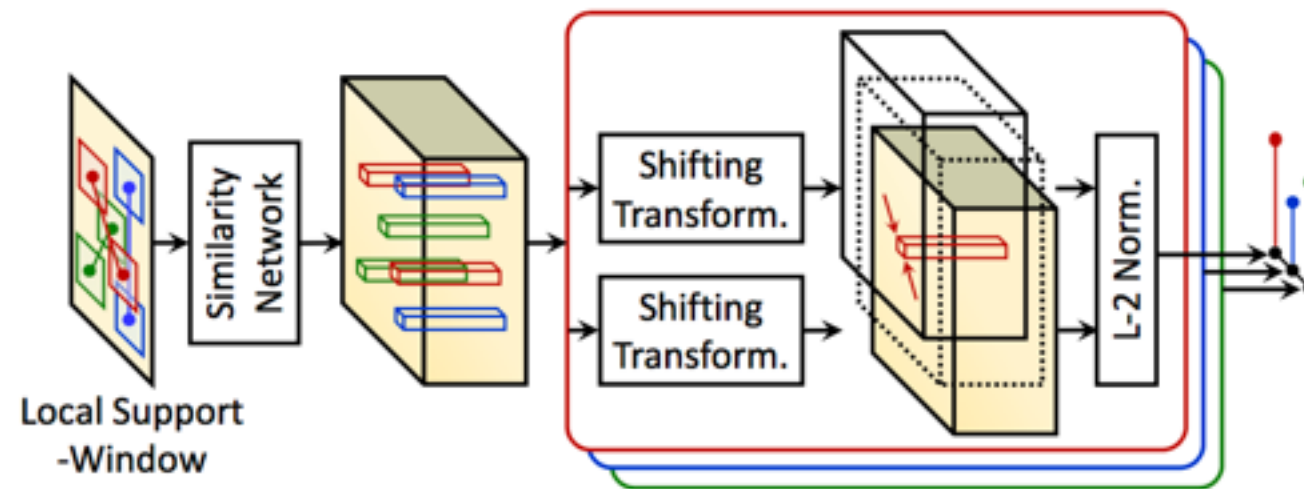 Local Support
-Window
Similarity
Network
Shifting
Transform.
Shifting
Transform.
L-2 Norm.